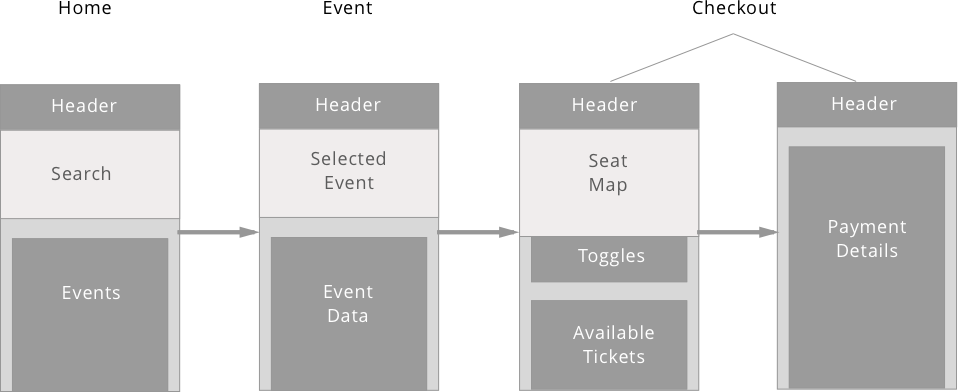 Home
Event
Checkout
Header
Search
Events
Header
Selected
Event
Event
Data
Header
Seat
Map
Toggles
Available
Tickets
Header
Payment
Details